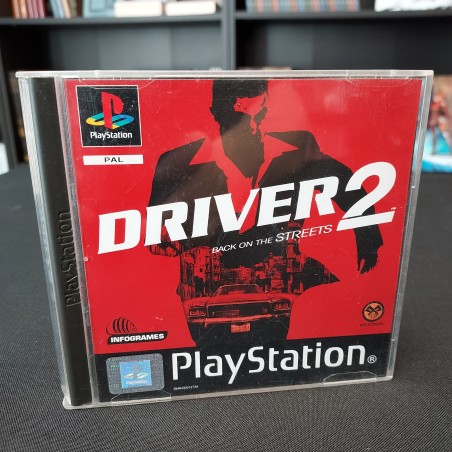 PlayStation
PAL
DRIVER 2
BACK ON THE STREETS
INFOGRAMES
PlayStation®
PlayStation